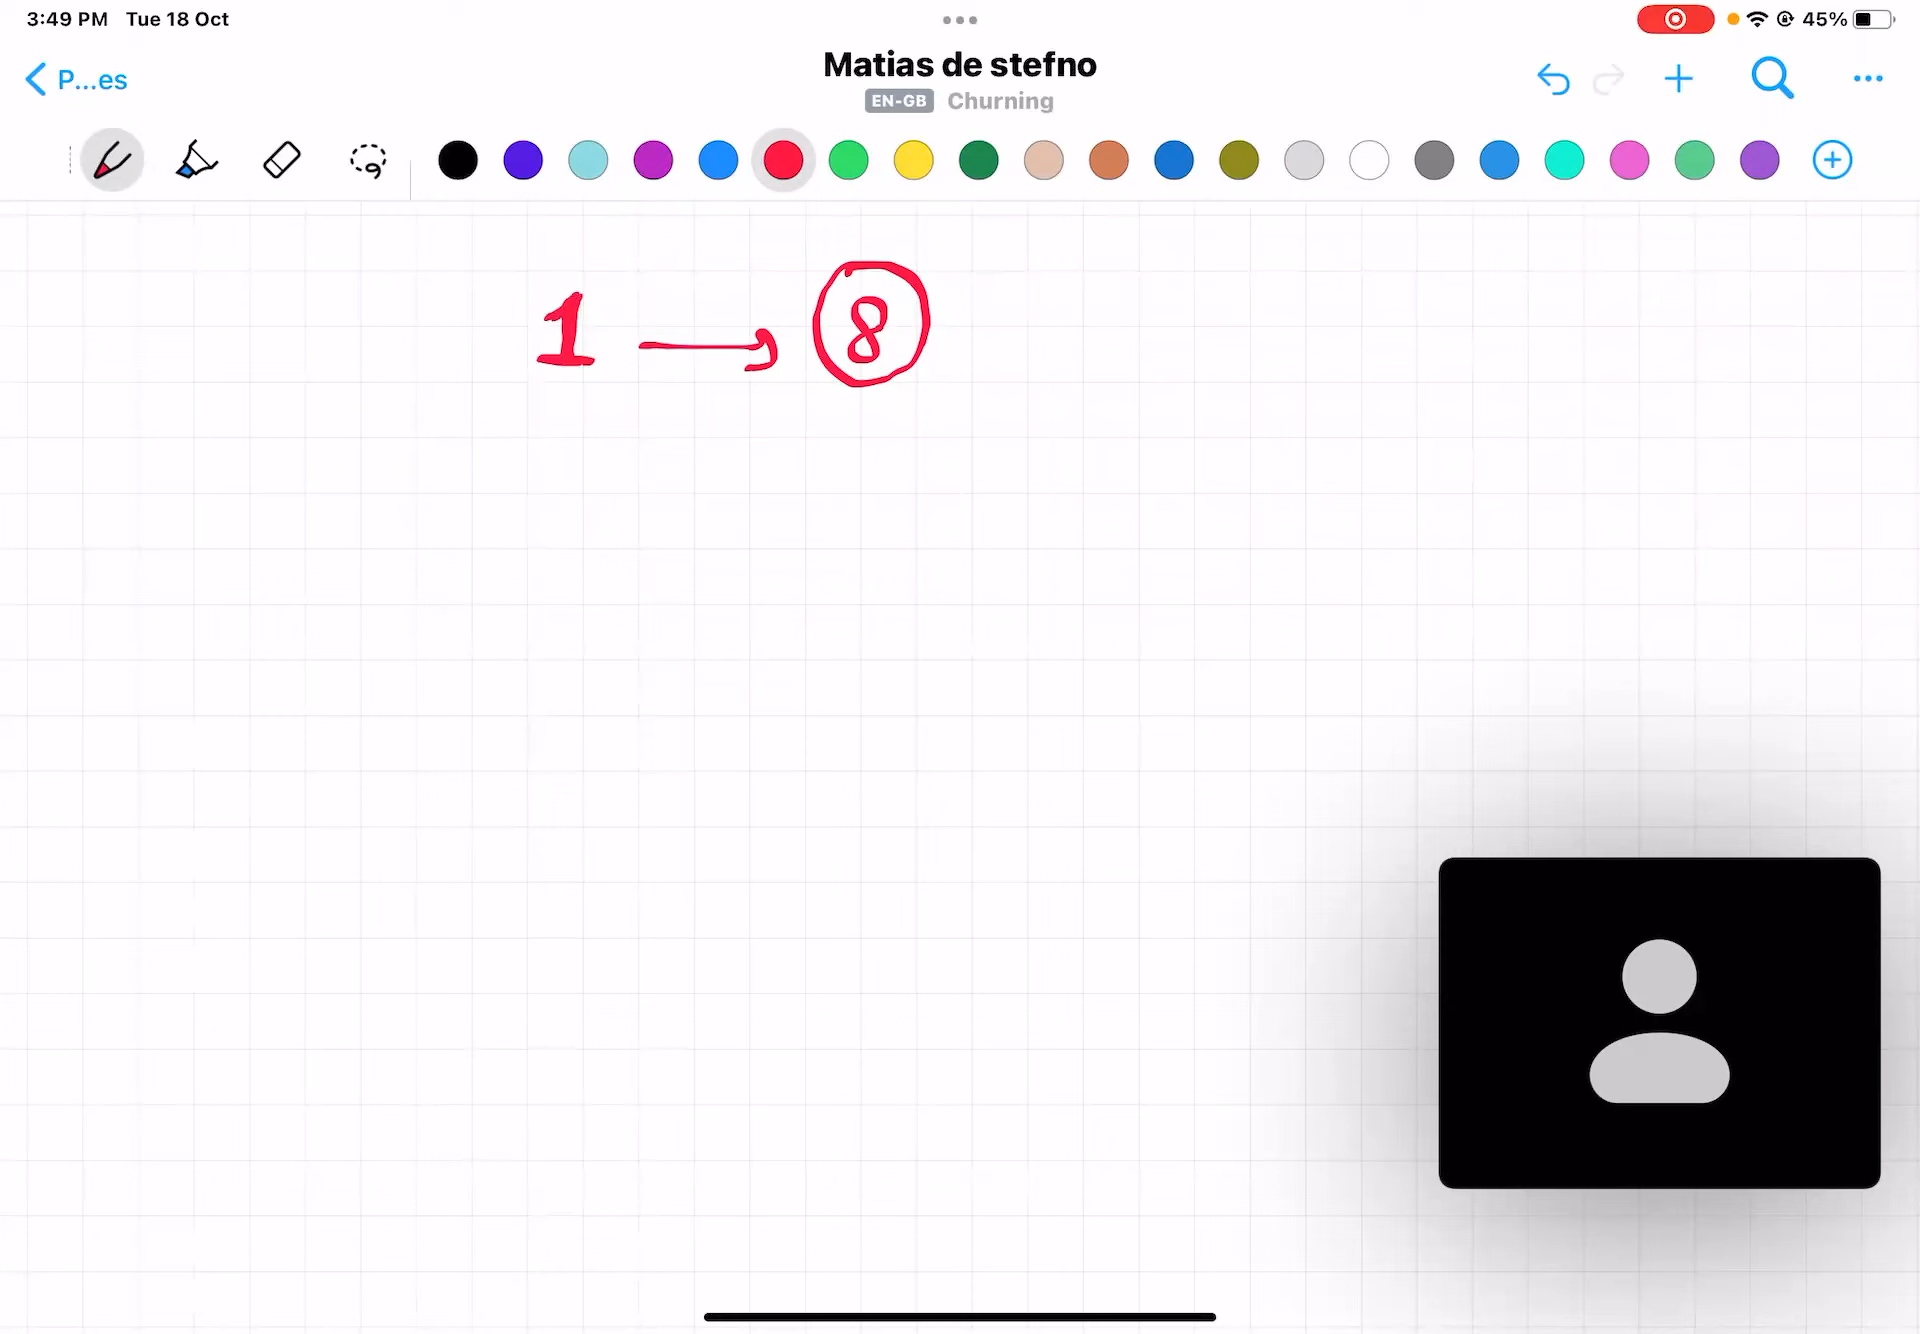 3:49 PM Tue 18 Oct
45%
P...es
Matias de stefno
EN-GB Churning
1 → 8